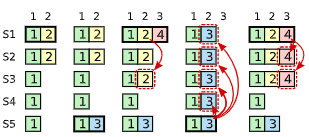 1 2 1 2 1 2 3 1 2 3 1 2 3
S1 1 2 1 2 1 2 4 1 3 1 2 4
S2 1 2 1 2 1 2 1 3 1 2 4
S3 1 1 1 2 1 3 1 2 4
S4 1 1 1 1 3 1
S5 1 3 1 3 1 3 1 3